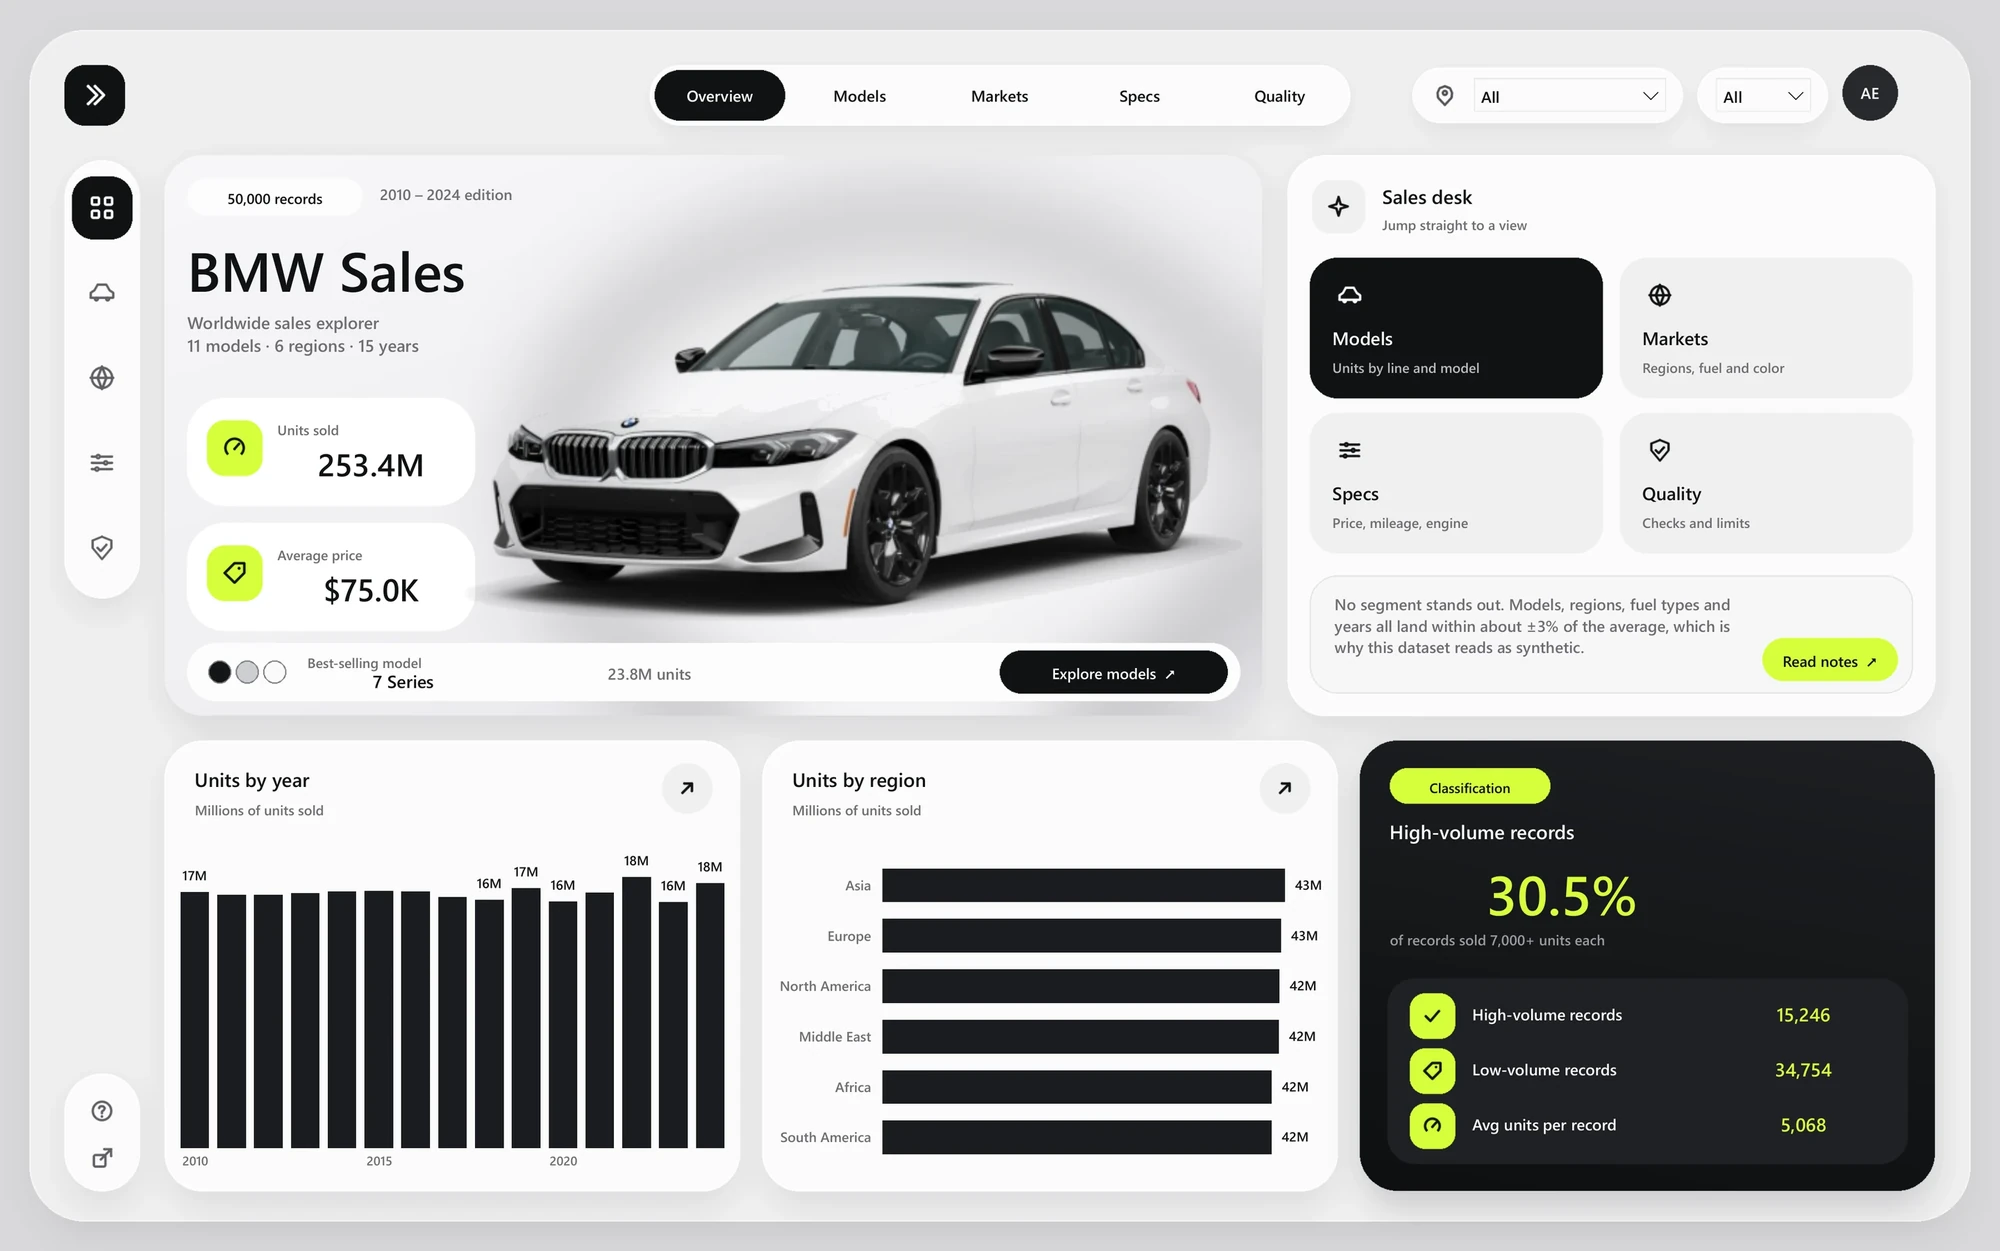 Overview
Models
Markets
Specs
Quality
All
All
AE
50,000 records
2010 – 2024 edition
BMW Sales
Worldwide sales explorer
11 models · 6 regions · 15 years
Units sold
253.4M
Average price
$75.0K
Best-selling model
7 Series
23.8M units
Explore models ↗
Sales desk
Jump straight to a view
Models
Units by line and model
Markets
Regions, fuel and color
Specs
Price, mileage, engine
Quality
Checks and limits
No segment stands out. Models, regions, fuel types and
years all land within about ±3% of the average, which is
why this dataset reads as synthetic.
Read notes ↗
Units by year
Millions of units sold
17M
16M
17M
16M
18M
16M
18M
2010
2015
2020
Units by region
Millions of units sold
Asia
43M
Europe
43M
North America
42M
Middle East
42M
Africa
42M
South America
42M
Classification
High-volume records
30.5%
of records sold 7,000+ units each
High-volume records
15,246
Low-volume records
34,754
Avg units per record
5,068